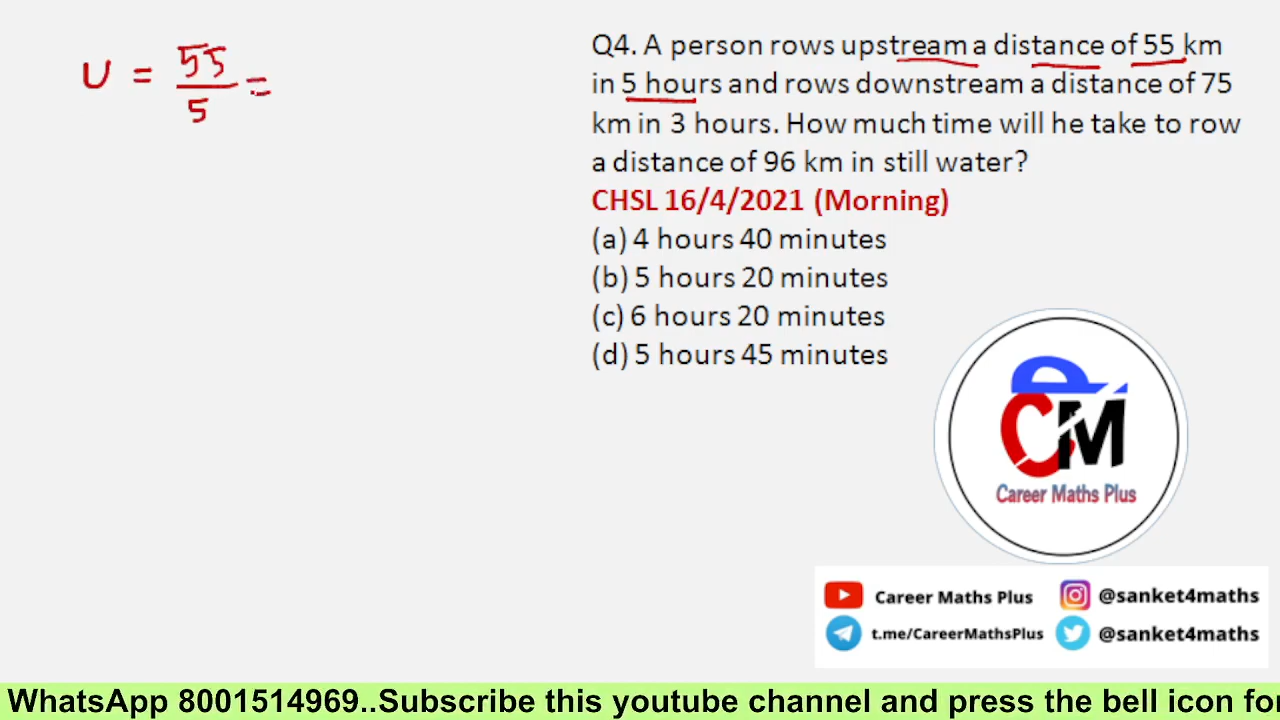 U = 55/5 =
Q4. A person rows upstream a distance of 55 km
in 5 hours and rows downstream a distance of 75
km in 3 hours. How much time will he take to row
a distance of 96 km in still water?
CHSL 16/4/2021 (Morning)
(a) 4 hours 40 minutes
(b) 5 hours 20 minutes
(c) 6 hours 20 minutes
(d) 5 hours 45 minutes
CM
Career Maths Plus
Career Maths Plus @sanket4maths
t.me/CareerMathsPlus @sanket4maths
WhatsApp 8001514969..Subscribe this youtube channel and press the bell icon for